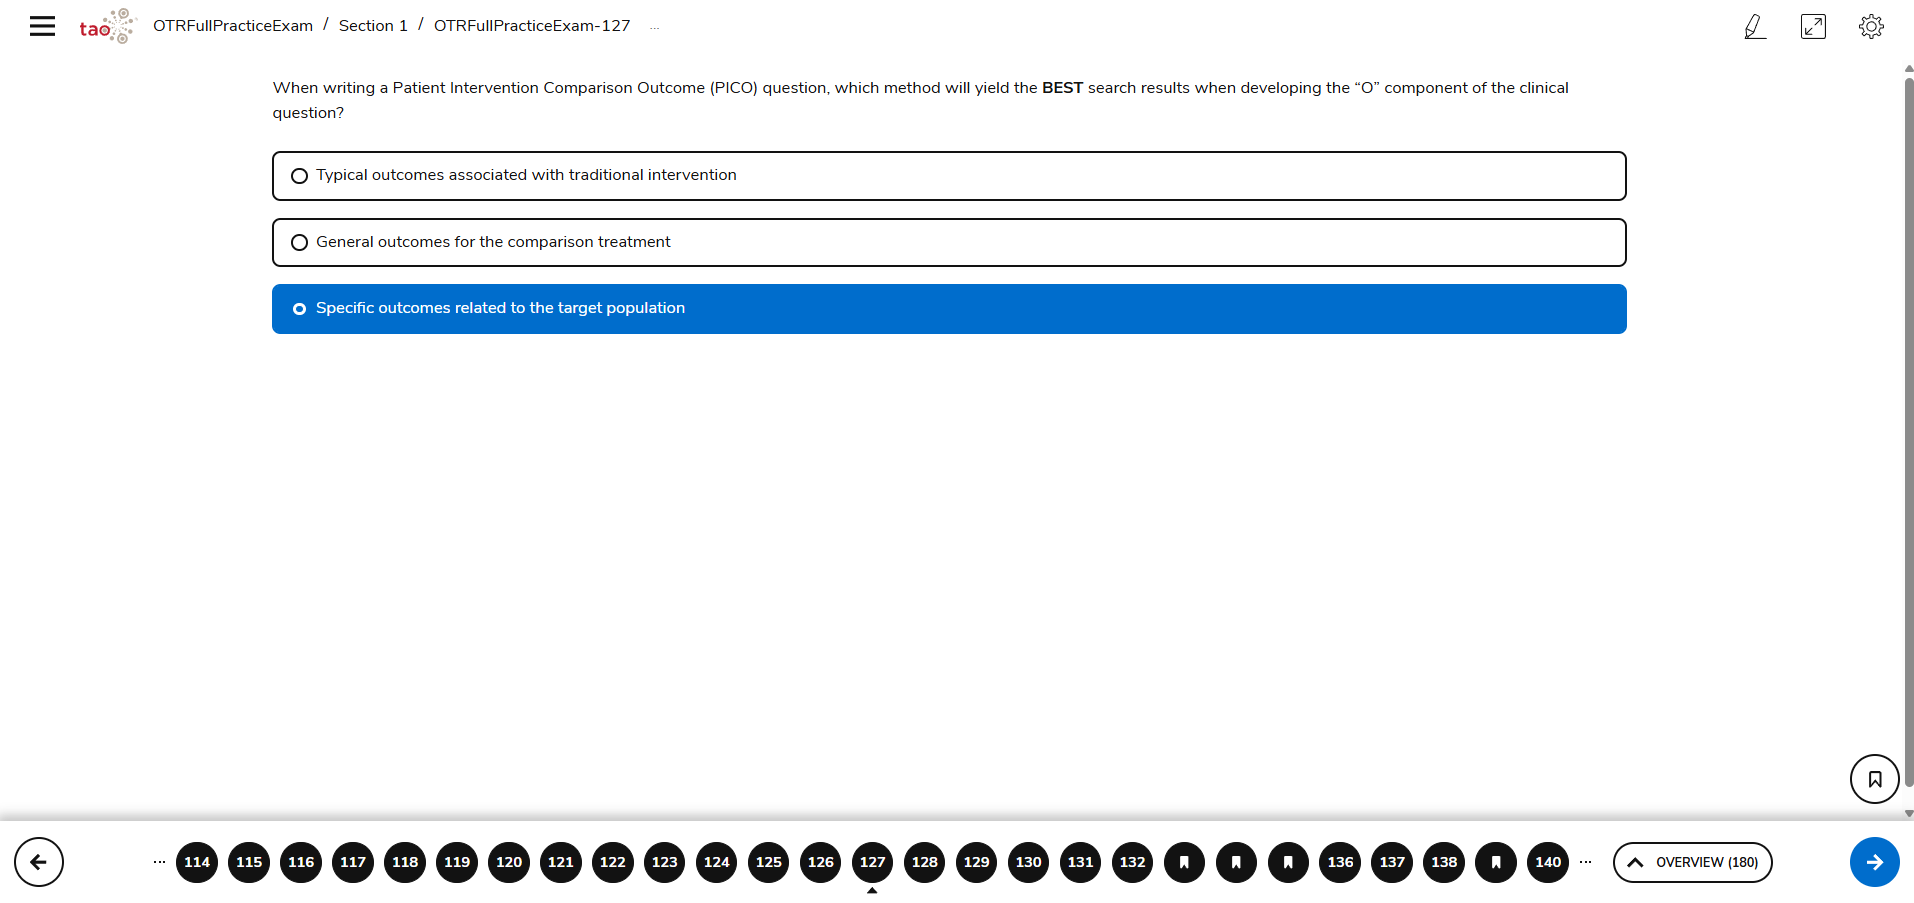 tao
OTRFullPracticeExam / Section 1 / OTRFullPracticeExam-127 ...
When writing a Patient Intervention Comparison Outcome (PICO) question, which method will yield the BEST search results when developing the “O” component of the clinical
question?
Typical outcomes associated with traditional intervention
General outcomes for the comparison treatment
Specific outcomes related to the target population
... 114 115 116 117 118 119 120 121 122 123 124 125 126 127 128 129 130 131 132 136 137 138 140 ... OVERVIEW (180)